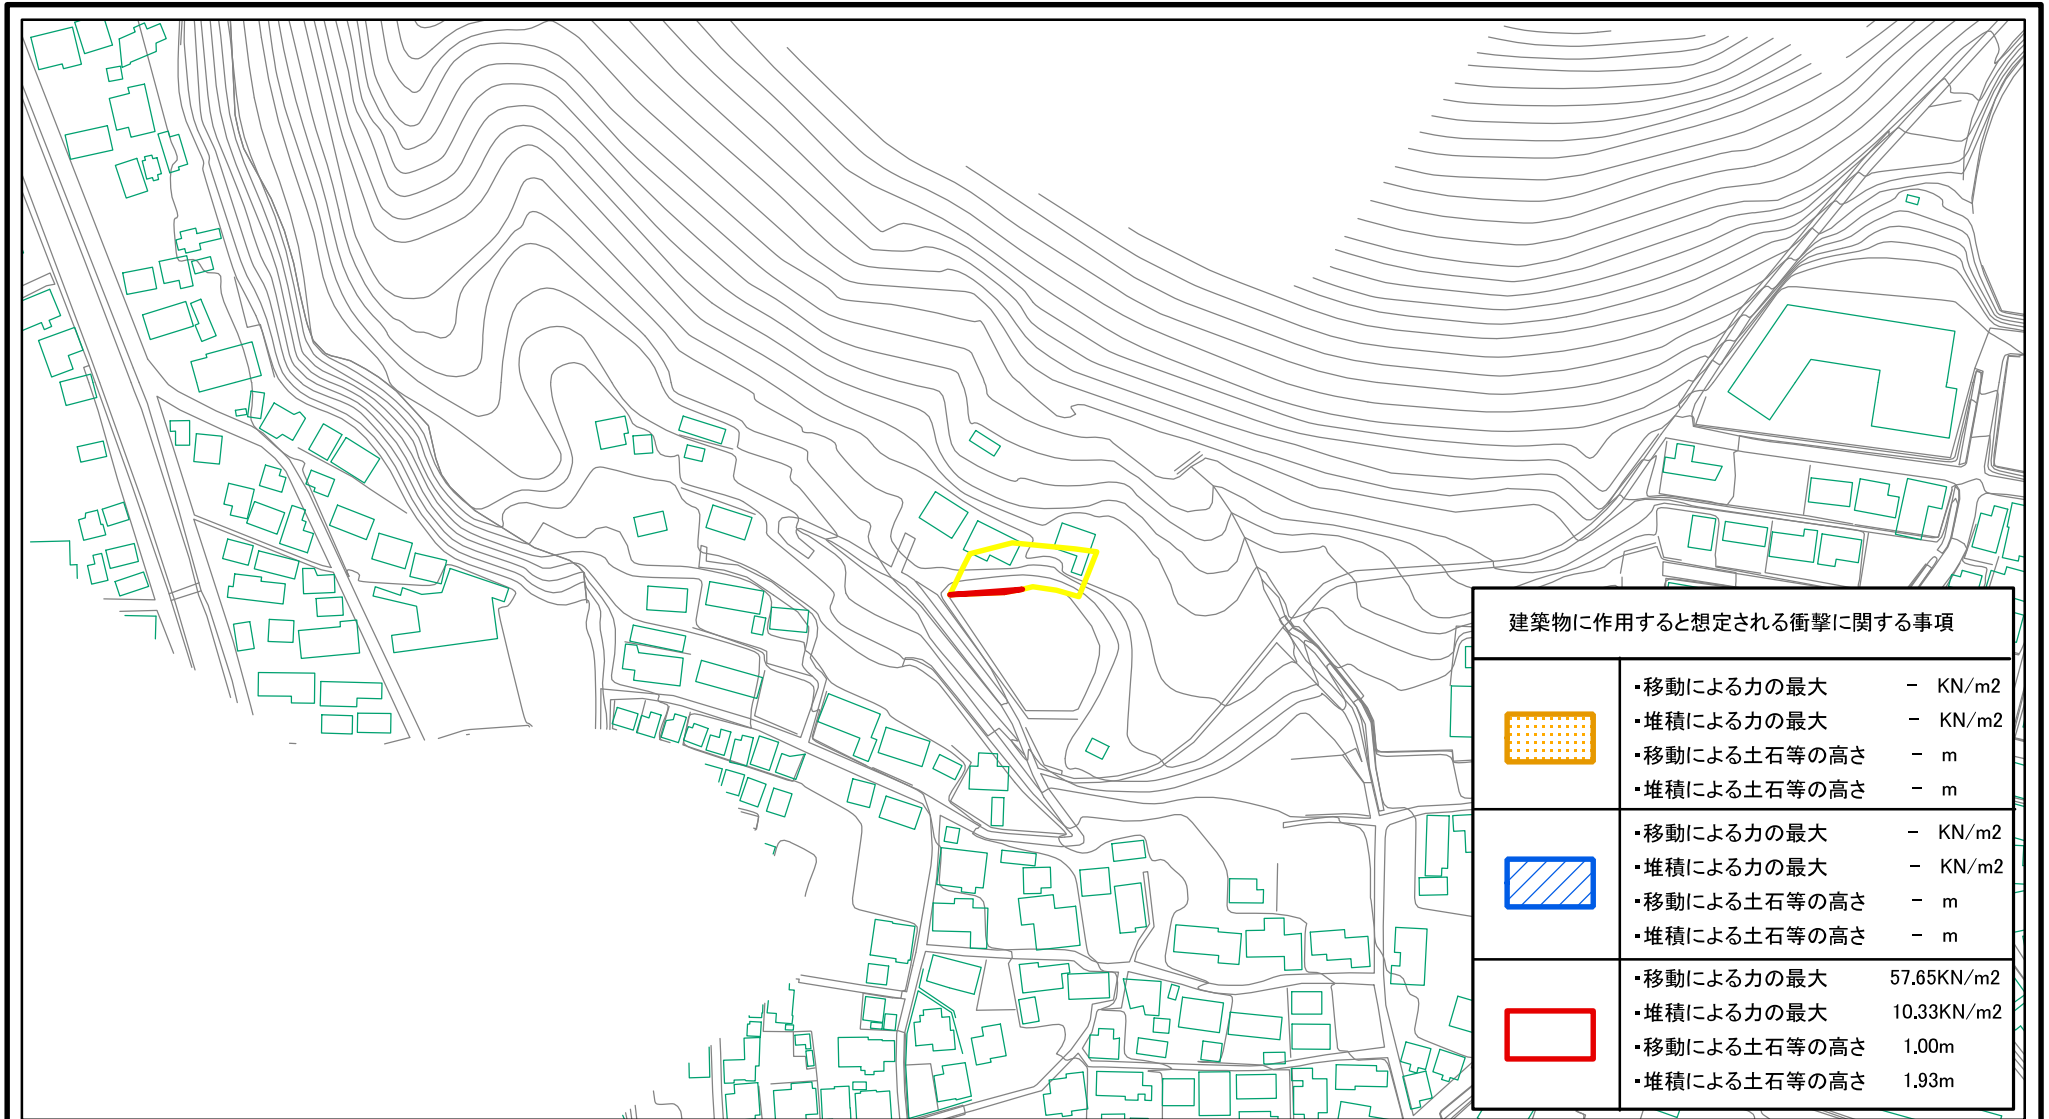 建築物に作用すると想定される衝撃に関する事項
・移動による力の最大 － KN/m2
・堆積による力の最大 － KN/m2
・移動による土石等の高さ － m
・堆積による土石等の高さ － m
・移動による力の最大 － KN/m2
・堆積による力の最大 － KN/m2
・移動による土石等の高さ － m
・堆積による土石等の高さ － m
・移動による力の最大 57.65KN/m2
・堆積による力の最大 10.33KN/m2
・移動による土石等の高さ 1.00m
・堆積による土石等の高さ 1.93m